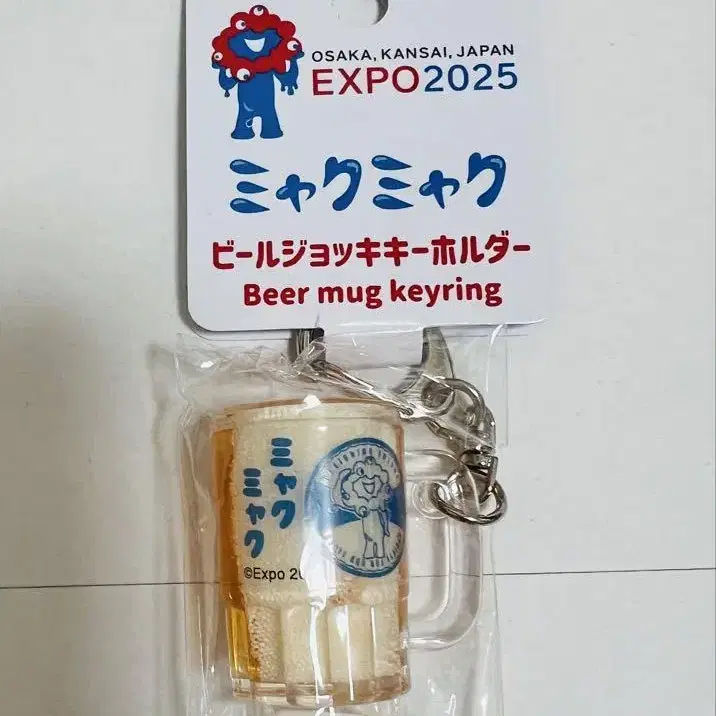 OSAKA, KANSAI, JAPAN
EXPO2025
ミャクミャク
ビールジョッキキーホルダー
Beer mug keyring
ミャク
ミャク
©Expo 20